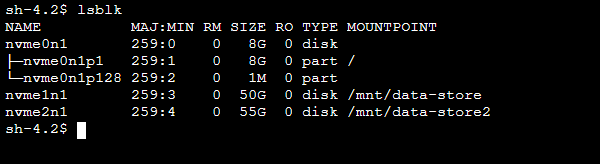 sh-4.2$ lsblk
NAME          MAJ:MIN RM SIZE RO TYPE MOUNTPOINT
nvme0n1       259:0    0   8G  0 disk
├─nvme0n1p1   259:1    0   8G  0 part /
└─nvme0n1p128 259:2    0   1M  0 part
nvme1n1       259:3    0  50G  0 disk /mnt/data-store
nvme2n1       259:4    0  55G  0 disk /mnt/data-store2
sh-4.2$